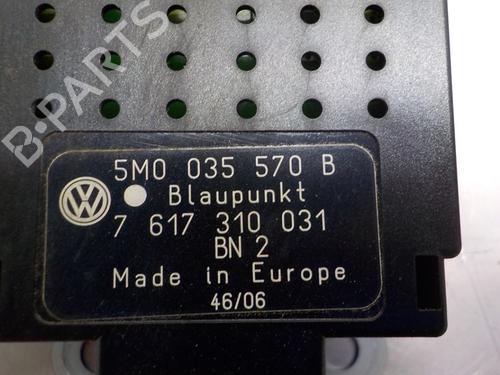 B-PARTS
5M0 035 570 B
Blaupunkt
7 617 310 031
BN 2
Made in Europe
46/06